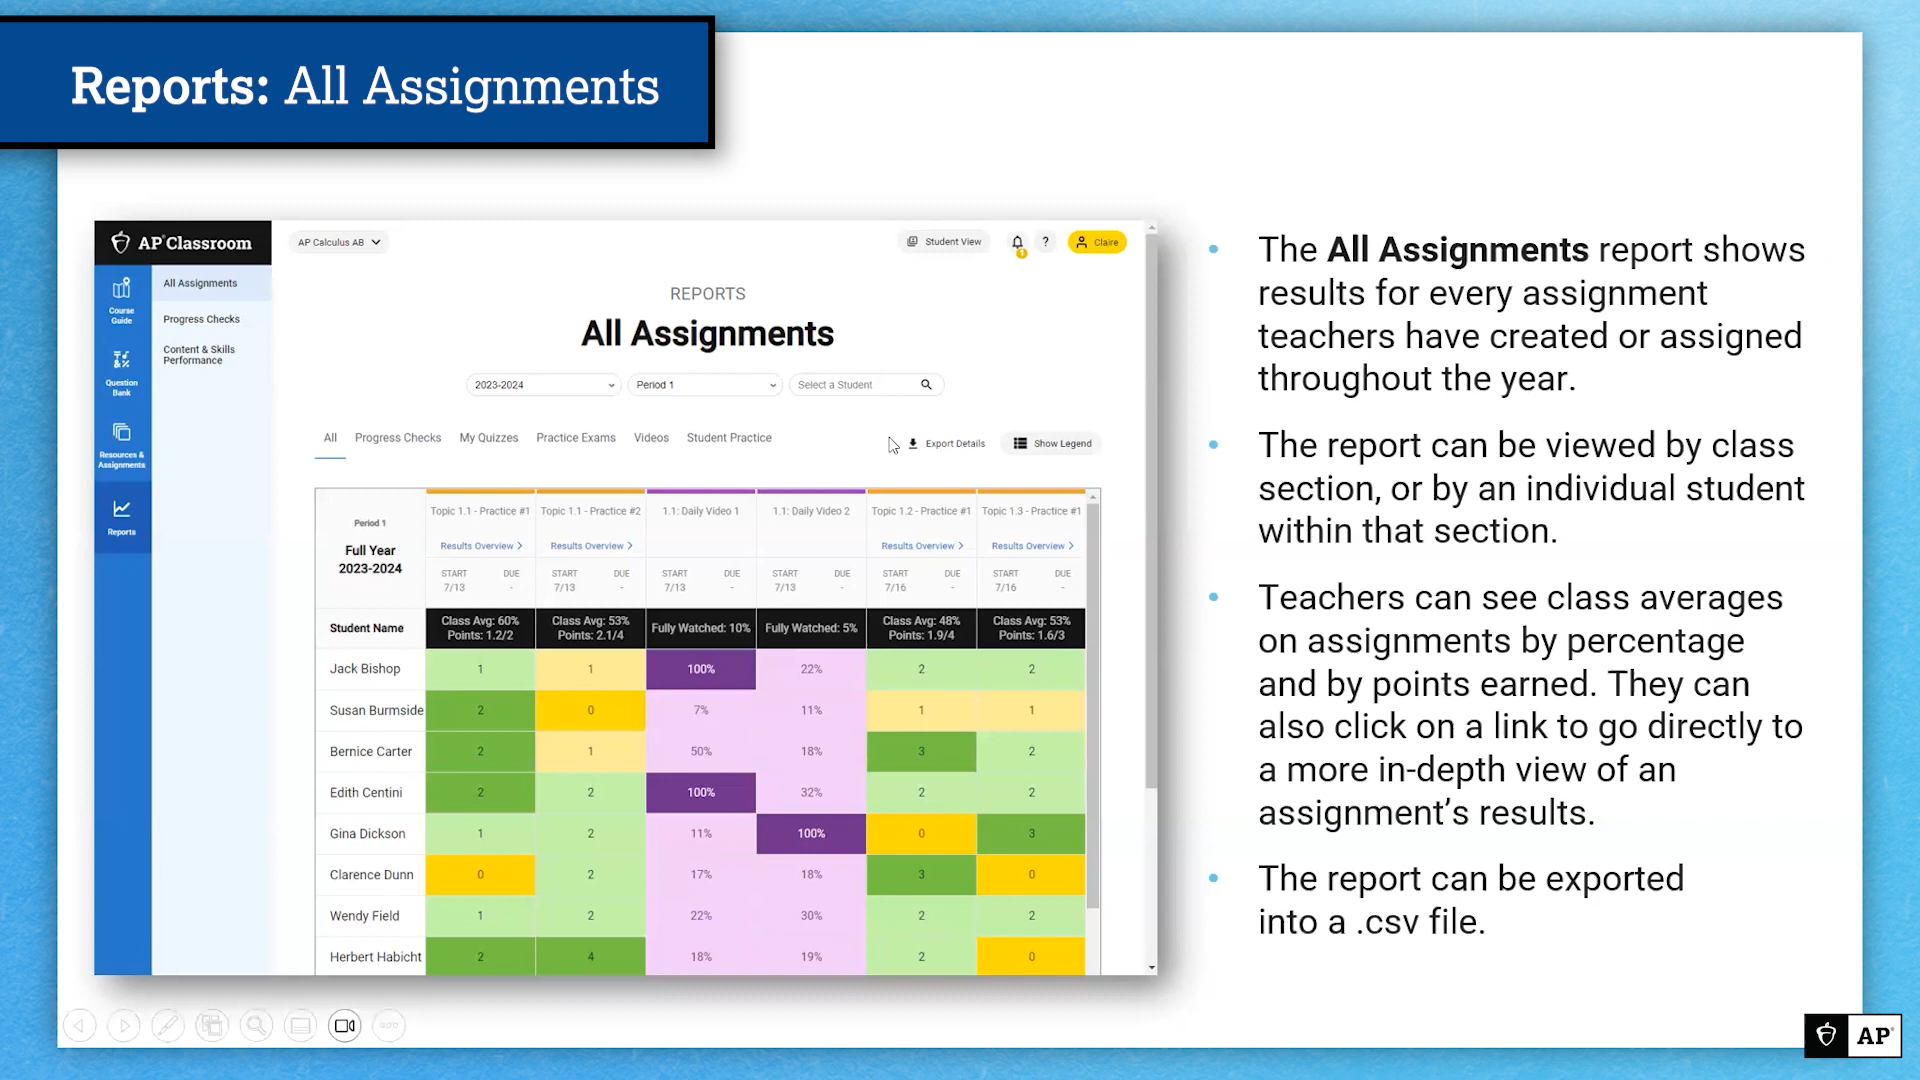 Reports: All Assignments
AP® Classroom
AP Calculus AB
Student View
1
?
Claire
Course
Guide
Question
Bank
Resources &
Assignments
Reports
All Assignments
Progress Checks
Content & Skills
Performance
REPORTS
All Assignments
2023-2024
Period 1
Select a Student
All Progress Checks My Quizzes Practice Exams Videos Student Practice
Export Details
Show Legend
Period 1
Full Year
2023-2024
Topic 1.1 - Practice #1 Topic 1.1 - Practice #2 1.1: Daily Video 1 1.1: Daily Video 2 Topic 1.2 - Practice #1 Topic 1.3 - Practice #1
Results Overview > Results Overview > Results Overview > Results Overview >
START DUE START DUE START DUE START DUE START DUE START DUE
7/13 - 7/13 - 7/13 - 7/13 - 7/16 - 7/16 -
Student Name
Class Avg: 60% Class Avg: 53% Fully Watched: 10% Fully Watched: 5% Class Avg: 48% Class Avg: 53%
Points: 1.2/2 Points: 2.1/4 Points: 1.9/4 Points: 1.6/3
Jack Bishop 1 1 100% 22% 2 2
Susan Burmside 2 0 7% 11% 1 1
Bernice Carter 2 1 50% 18% 3 2
Edith Centini 2 2 100% 32% 2 2
Gina Dickson 1 2 11% 100% 0 3
Clarence Dunn 0 2 17% 18% 3 0
Wendy Field 1 2 22% 30% 2 2
Herbert Habicht 2 4 18% 19% 2 0
• The All Assignments report shows
results for every assignment
teachers have created or assigned
throughout the year.
• The report can be viewed by class
section, or by an individual student
within that section.
• Teachers can see class averages
on assignments by percentage
and by points earned. They can
also click on a link to go directly to
a more in-depth view of an
assignment’s results.
• The report can be exported
into a .csv file.
AP®